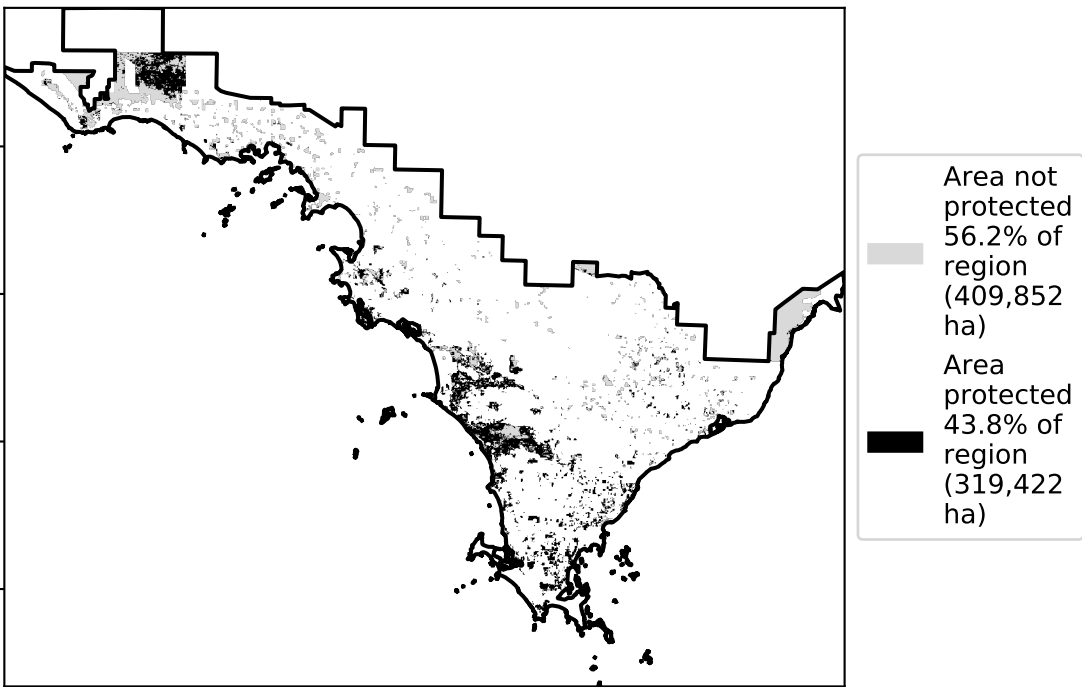 Area not
protected
56.2% of
region
(409,852
ha)
Area
protected
43.8% of
region
(319,422
ha)